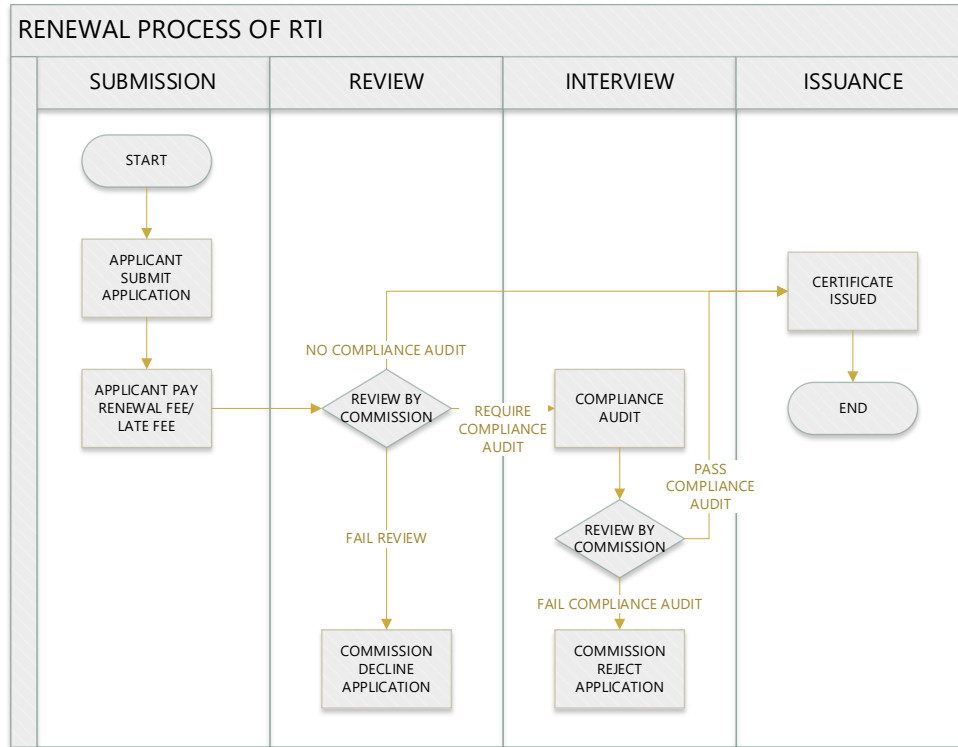 RENEWAL PROCESS OF RTI
SUBMISSION
REVIEW
INTERVIEW
ISSUANCE
START
APPLICANT
SUBMIT
APPLICATION
APPLICANT PAY
RENEWAL FEE/
LATE FEE
NO COMPLIANCE AUDIT
REVIEW BY
COMMISSION
REQUIRE
COMPLIANCE
AUDIT
FAIL REVIEW
COMMISSION
DECLINE
APPLICATION
COMPLIANCE
AUDIT
REVIEW BY
COMMISSION
PASS
COMPLIANCE
AUDIT
FAIL COMPLIANCE AUDIT
COMMISSION
REJECT
APPLICATION
CERTIFICATE
ISSUED
END